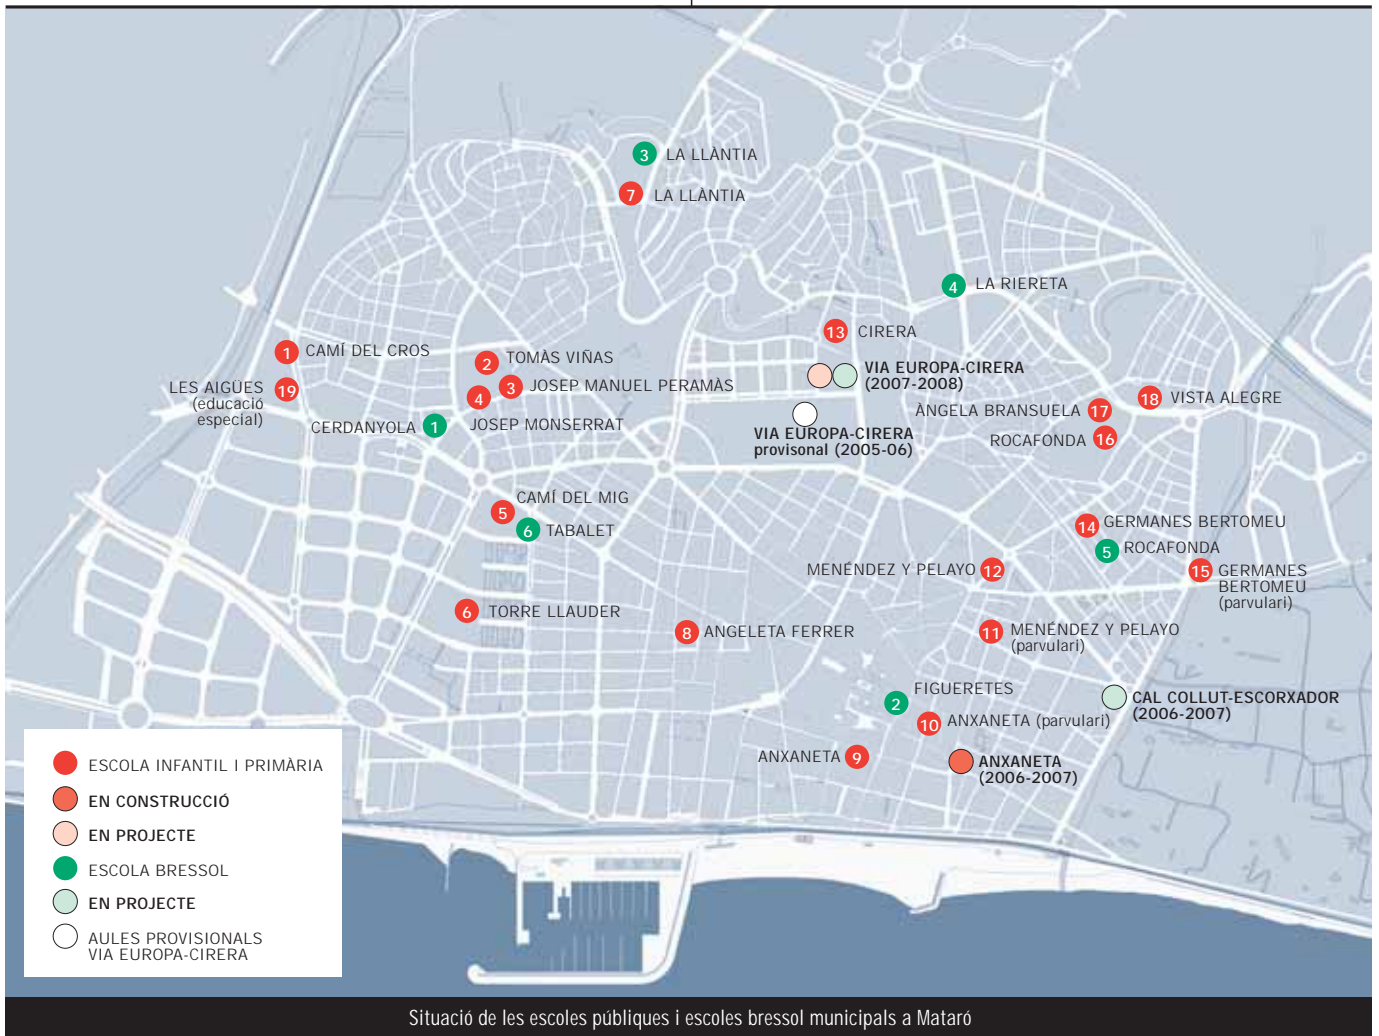 3 LA LLÀNTIA
7 LA LLÀNTIA
4 LA RIERETA
13 CIRERA
1 CAMÍ DEL CROS
2 TOMÀS VIÑAS
VIA EUROPA-CIRERA
(2007-2008)
3 JOSEP MANUEL PERAMÀS
LES AIGÜES 19
(educació
especial)
4
JOSEP MONSERRAT
18 VISTA ALEGRE
ÀNGELA BRANSUELA 17
CERDANYOLA 1
VIA EUROPA-CIRERA
provisonal (2005-06)
ROCAFONDA 16
CAMÍ DEL MIG
5
6 TABALET
14 GERMANES BERTOMEU
5 ROCAFONDA
MENÉNDEZ Y PELAYO 12
15 GERMANES
BERTOMEU
(parvulari)
6 TORRE LLAUDER
8 ANGELETA FERRER
11 MENÉNDEZ Y PELAYO
(parvulari)
FIGUERETES
2
CAL COLLUT-ESCORXADOR
(2006-2007)
10 ANXANETA (parvulari)
ANXANETA 9
ANXANETA
(2006-2007)
ESCOLA INFANTIL I PRIMÀRIA
EN CONSTRUCCIÓ
EN PROJECTE
ESCOLA BRESSOL
EN PROJECTE
AULES PROVISIONALS
VIA EUROPA-CIRERA
Situació de les escoles públiques i escoles bressol municipals a Mataró